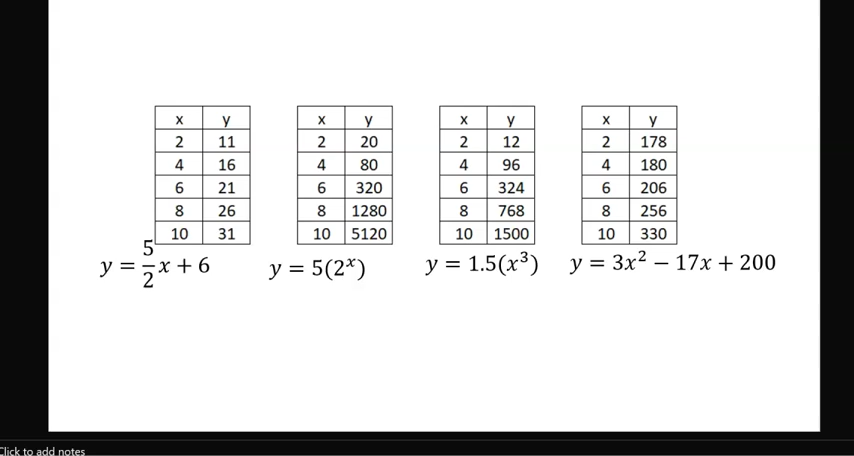 x y x y x y x y
2 11 2 20 2 12 2 178
4 16 4 80 4 96 4 180
6 21 6 320 6 324 6 206
8 26 8 1280 8 768 8 256
10 31 10 5120 10 1500 10 330
y = 5/2 x + 6 y = 5(2^x) y = 1.5(x^3) y = 3x^2 − 17x + 200
Click to add notes